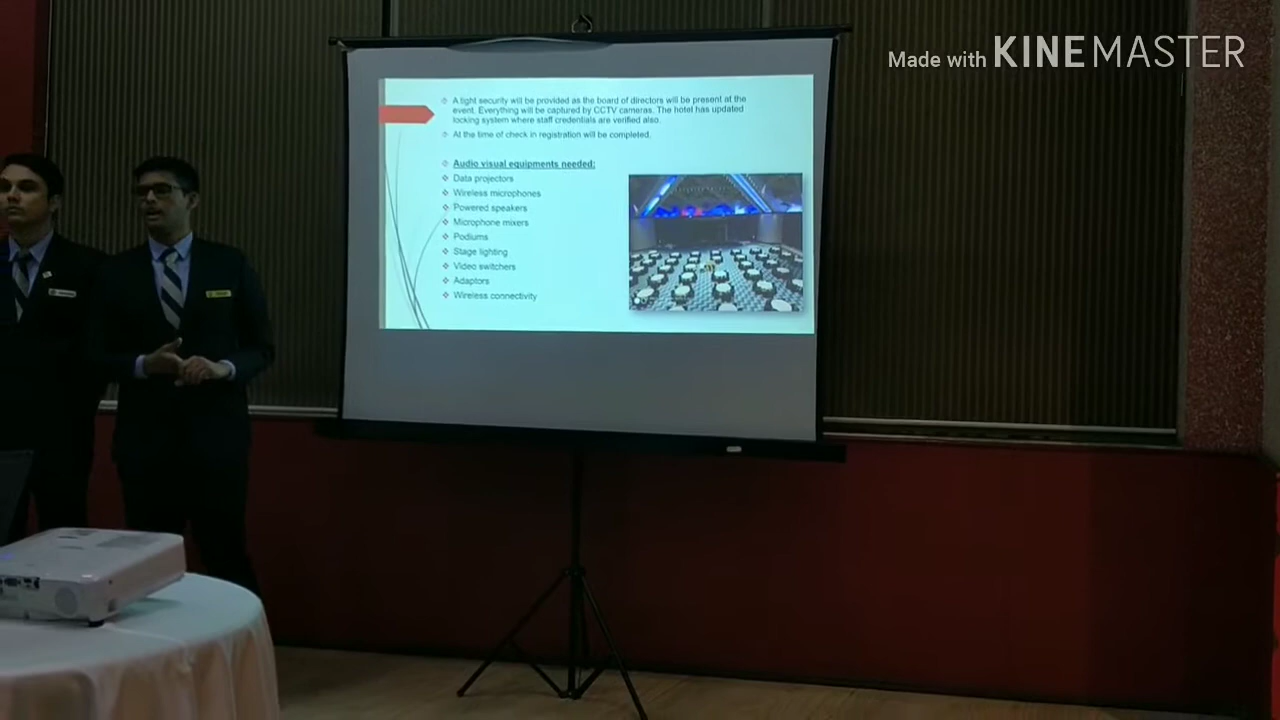 Made with KINEMASTER
A tight security will be provided as the board of directors will be present at the
event. Everything will be captured by CCTV cameras. The hotel has updated
locking system where staff credentials are verified also.
At the time of check in registration will be completed.
Audio visual equipments needed:
Data projectors
Wireless microphones
Powered speakers
Microphone mixers
Podiums
Stage lighting
Video switchers
Adaptors
Wireless connectivity